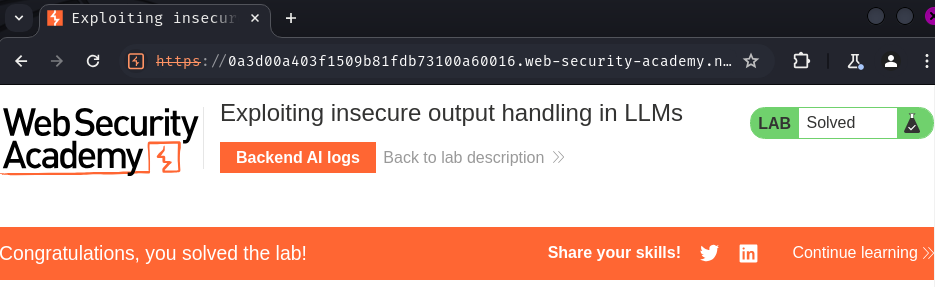 Exploiting insecur
https://0a3d00a403f1509b81fdb73100a60016.web-security-academy.n…
Web Security
Academy
Exploiting insecure output handling in LLMs
LAB Solved
Backend AI logs
Back to lab description
Congratulations, you solved the lab!
Share your skills!
Continue learning